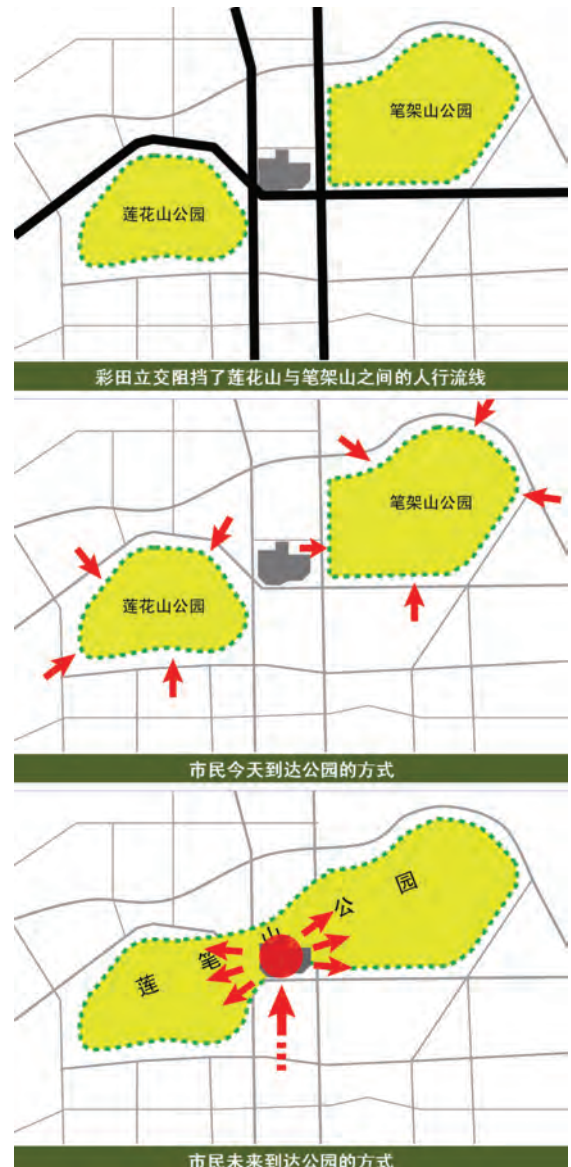 笔架山公园
莲花山公园
彩田立交阻挡了莲花山与笔架山之间的人行流线
笔架山公园
莲花山公园
市民今天到达公园的方式
莲笔山公园
市民未来到达公园的方式